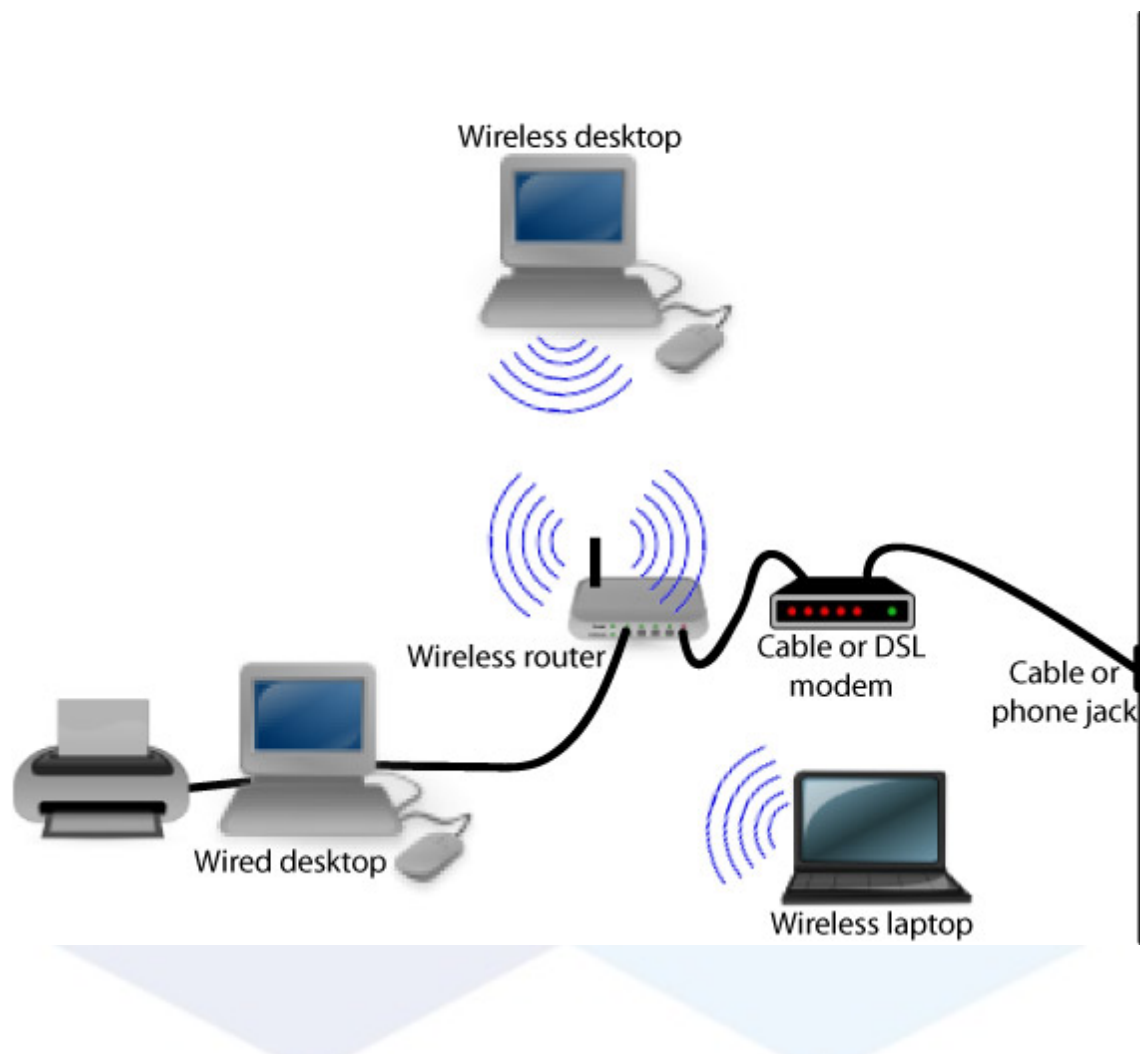 Wireless desktop
Wireless router
Cable or DSL
modem
Cable or
phone jack
Wired desktop
Wireless laptop